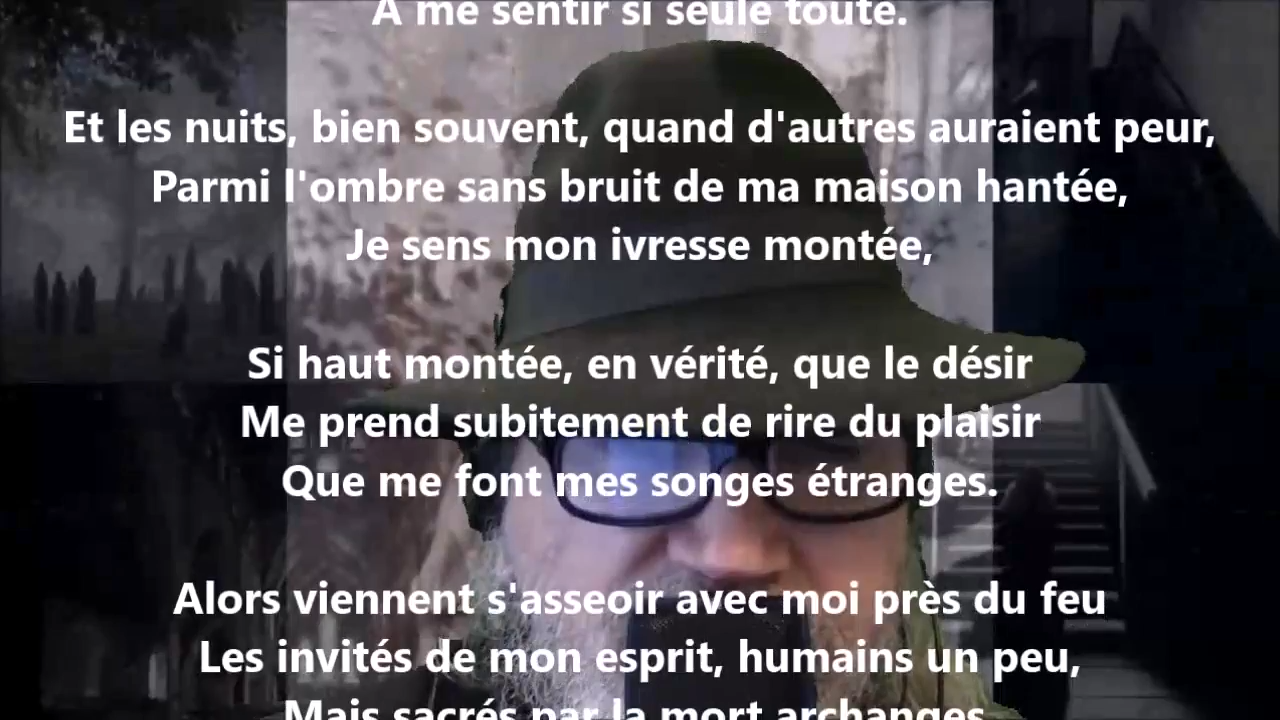 A me sentir si seule toute.
Et les nuits, bien souvent, quand d'autres auraient peur,
Parmi l'ombre sans bruit de ma maison hantée,
Je sens mon ivresse montée,
Si haut montée, en vérité, que le désir
Me prend subitement de rire du plaisir
Que me font mes songes étranges.
Alors viennent s'asseoir avec moi près du feu
Les invités de mon esprit, humains un peu,
Mais sacrés par la mort archanges